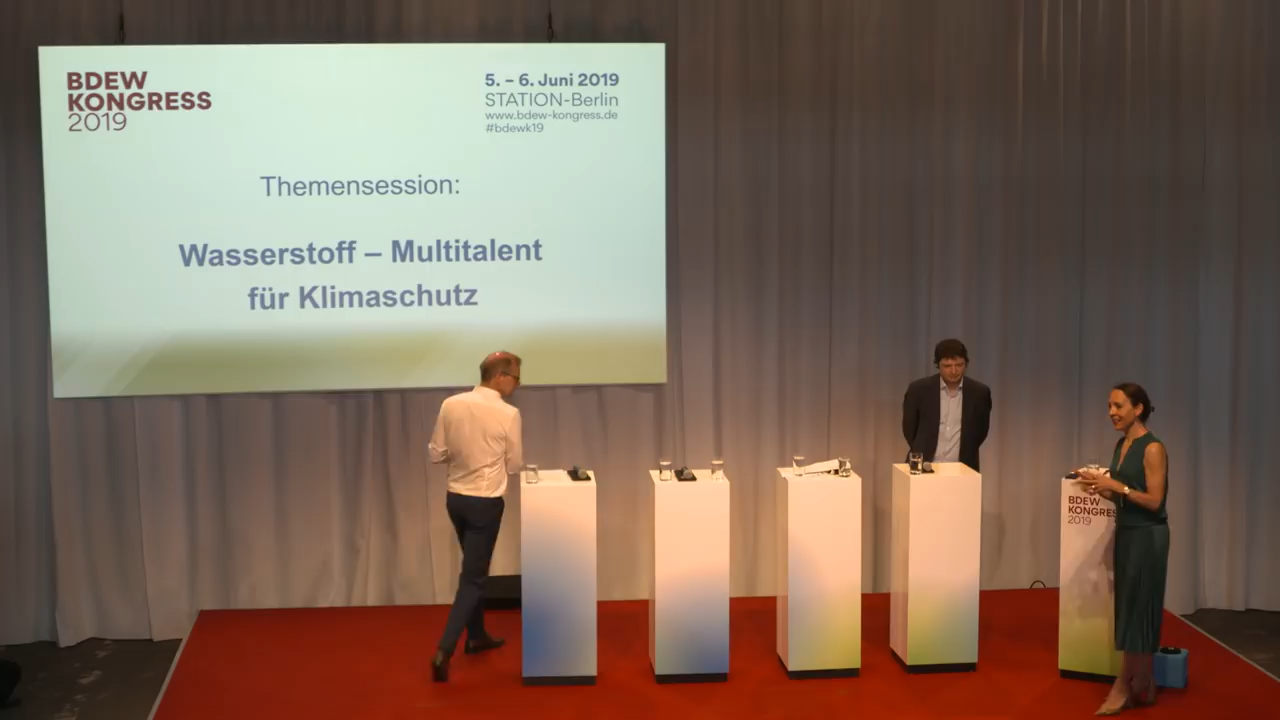 BDEW
KONGRESS
2019
5. – 6. Juni 2019
STATION-Berlin
www.bdew-kongress.de
#bdewk19
Themensession:
Wasserstoff – Multitalent
für Klimaschutz
BDEW
KONGRES
2019